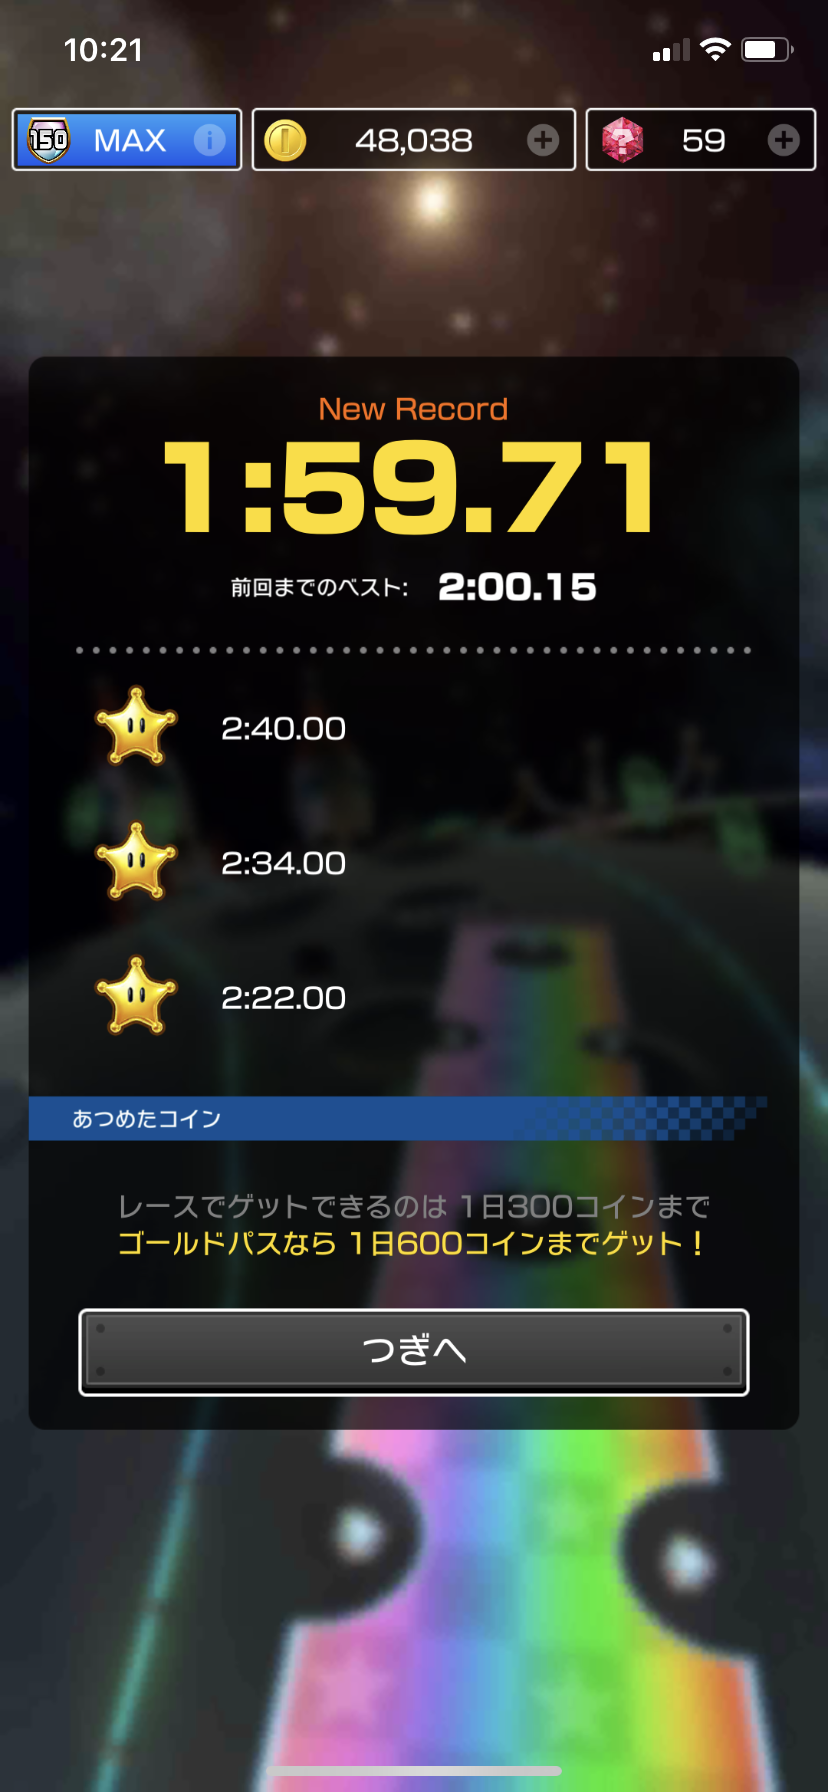 10:21
150 MAX i 48,038 + ? 59 +
New Record
1:59.71
前回までのベスト: 2:00.15
2:40.00
2:34.00
2:22.00
あつめたコイン
レースでゲットできるのは 1日300コインまで
ゴールドパスなら 1日600コインまでゲット！
つぎへ